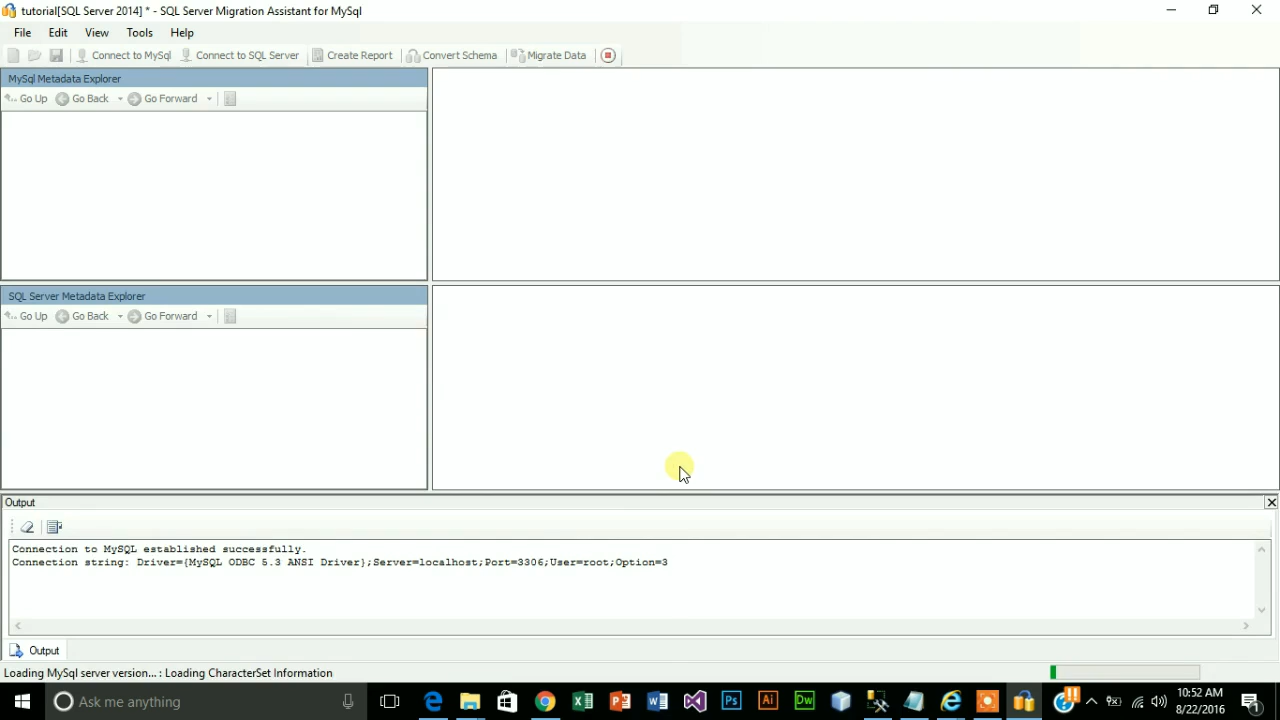 tutorial[SQL Server 2014] * - SQL Server Migration Assistant for MySql
File Edit View Tools Help
Connect to MySql Connect to SQL Server Create Report Convert Schema Migrate Data
MySql Metadata Explorer
Go Up Go Back Go Forward
SQL Server Metadata Explorer
Go Up Go Back Go Forward
Output
Connection to MySQL established successfully.
Connection string: Driver={MySQL ODBC 5.3 ANSI Driver};Server=localhost;Port=3306;User=root;Option=3
Output
Loading MySql server version... : Loading CharacterSet Information
Ask me anything
Ps Ai Dw
10:52 AM
8/22/2016
1